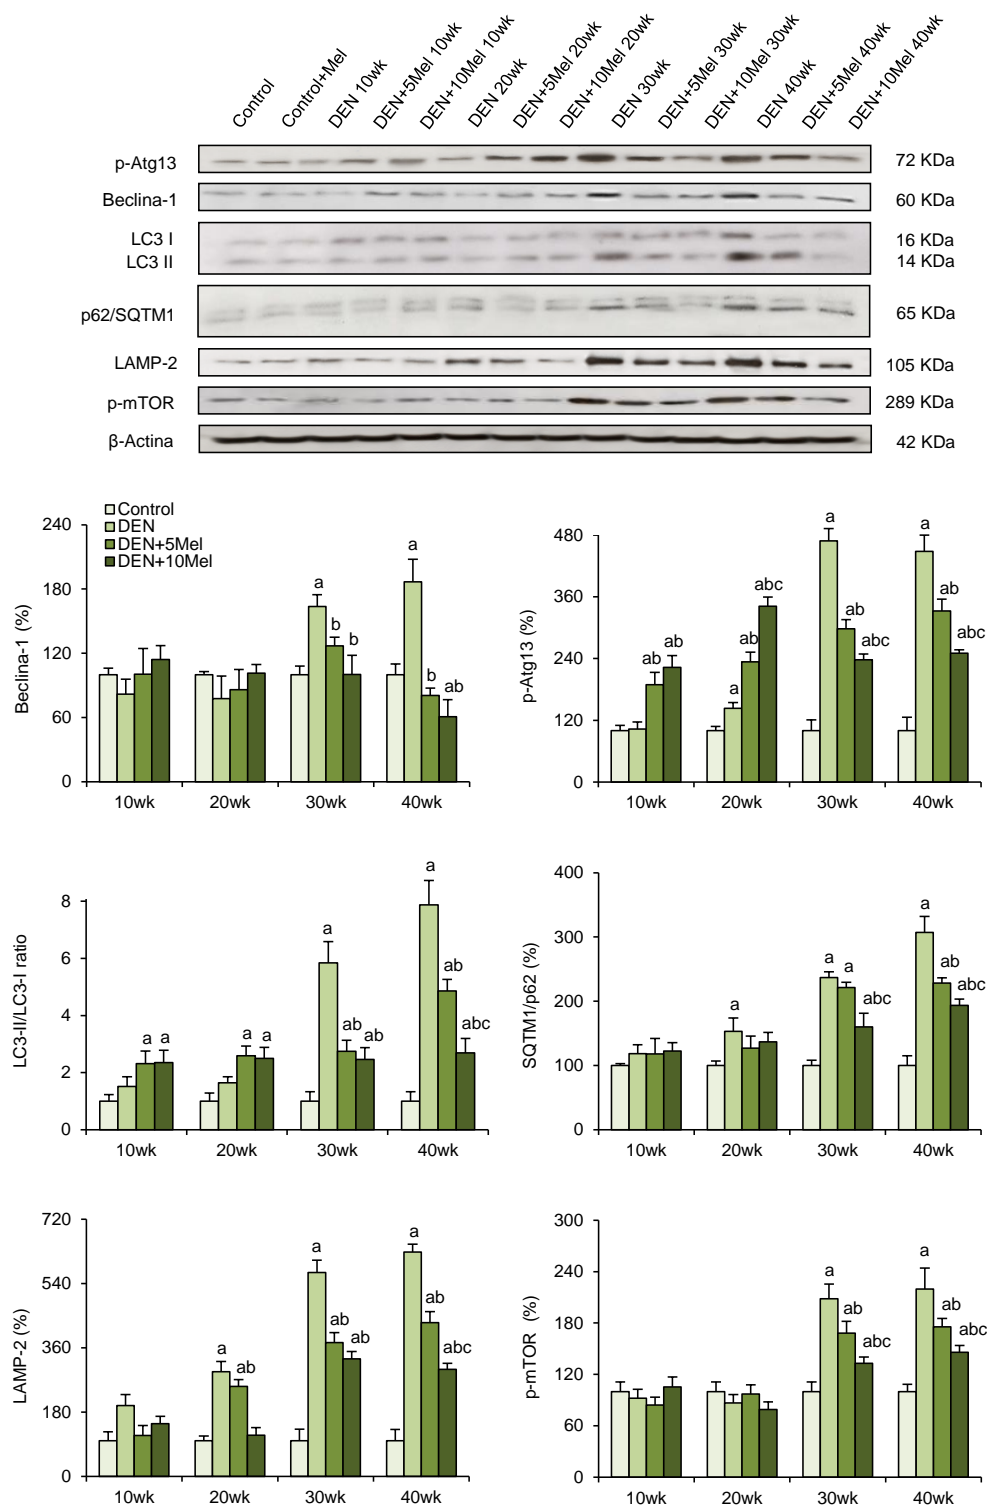 Control
Control+Mel
DEN 10wk
DEN+5Mel 10wk
DEN+10Mel 10wk
DEN 20wk
DEN+5Mel 20wk
DEN+10Mel 20wk
DEN 30wk
DEN+5Mel 30wk
DEN+10Mel 30wk
DEN 40wk
DEN+5Mel 40wk
DEN+10Mel 40wk
p-Atg13 72 KDa
Beclina-1 60 KDa
LC3 I 16 KDa
LC3 II 14 KDa
p62/SQTM1 65 KDa
LAMP-2 105 KDa
p-mTOR 289 KDa
β-Actina 42 KDa
Control
DEN
DEN+5Mel
DEN+10Mel
Beclina-1 (%)
240
180
120
60
0
a
b
b
a
b
ab
10wk 20wk 30wk 40wk
p-Atg13 (%)
480
360
240
120
0
ab
ab
a
ab
abc
a
ab
abc
a
ab
abc
10wk 20wk 30wk 40wk
LC3-II/LC3-I ratio
8
6
4
2
0
a
a
a
a
a
ab
ab
a
ab
abc
10wk 20wk 30wk 40wk
SQTM1/p62 (%)
400
300
200
100
0
a
a
a
abc
a
ab
abc
10wk 20wk 30wk 40wk
LAMP-2 (%)
720
540
360
180
0
a
ab
a
ab
ab
a
ab
abc
10wk 20wk 30wk 40wk
p-mTOR (%)
300
240
180
120
60
0
a
ab
abc
a
ab
abc
10wk 20wk 30wk 40wk